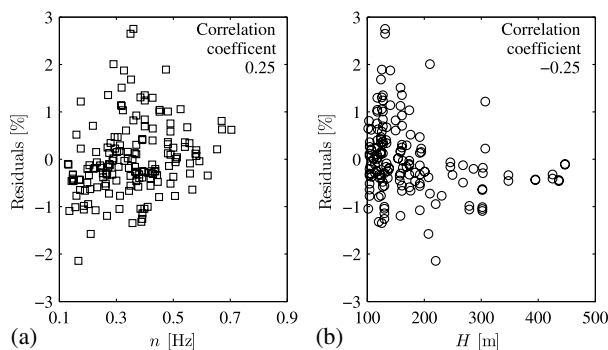 Correlation
coefficent
0.25
3
2
1
0
−1
−2
−3
Residuals [%]
0.1 0.3 0.5 0.7 0.9
n [Hz]
(a)
Correlation
coefficient
−0.25
3
2
1
0
−1
−2
−3
Residuals [%]
100 200 300 400 500
H [m]
(b)